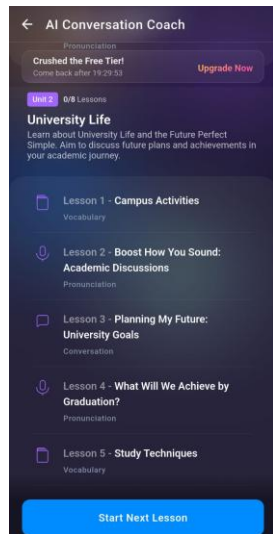 AI Conversation Coach
Pronunciation
Crushed the Free Tier!
Come back after 19:29:53
Upgrade Now
Unit 2
0/8 Lessons
University Life
Learn about University Life and the Future Perfect
Simple. Aim to discuss future plans and achievements in
your academic journey.
Lesson 1 - Campus Activities
Vocabulary
Lesson 2 - Boost How You Sound:
Academic Discussions
Pronunciation
Lesson 3 - Planning My Future:
University Goals
Conversation
Lesson 4 - What Will We Achieve by
Graduation?
Pronunciation
Lesson 5 - Study Techniques
Vocabulary
Start Next Lesson